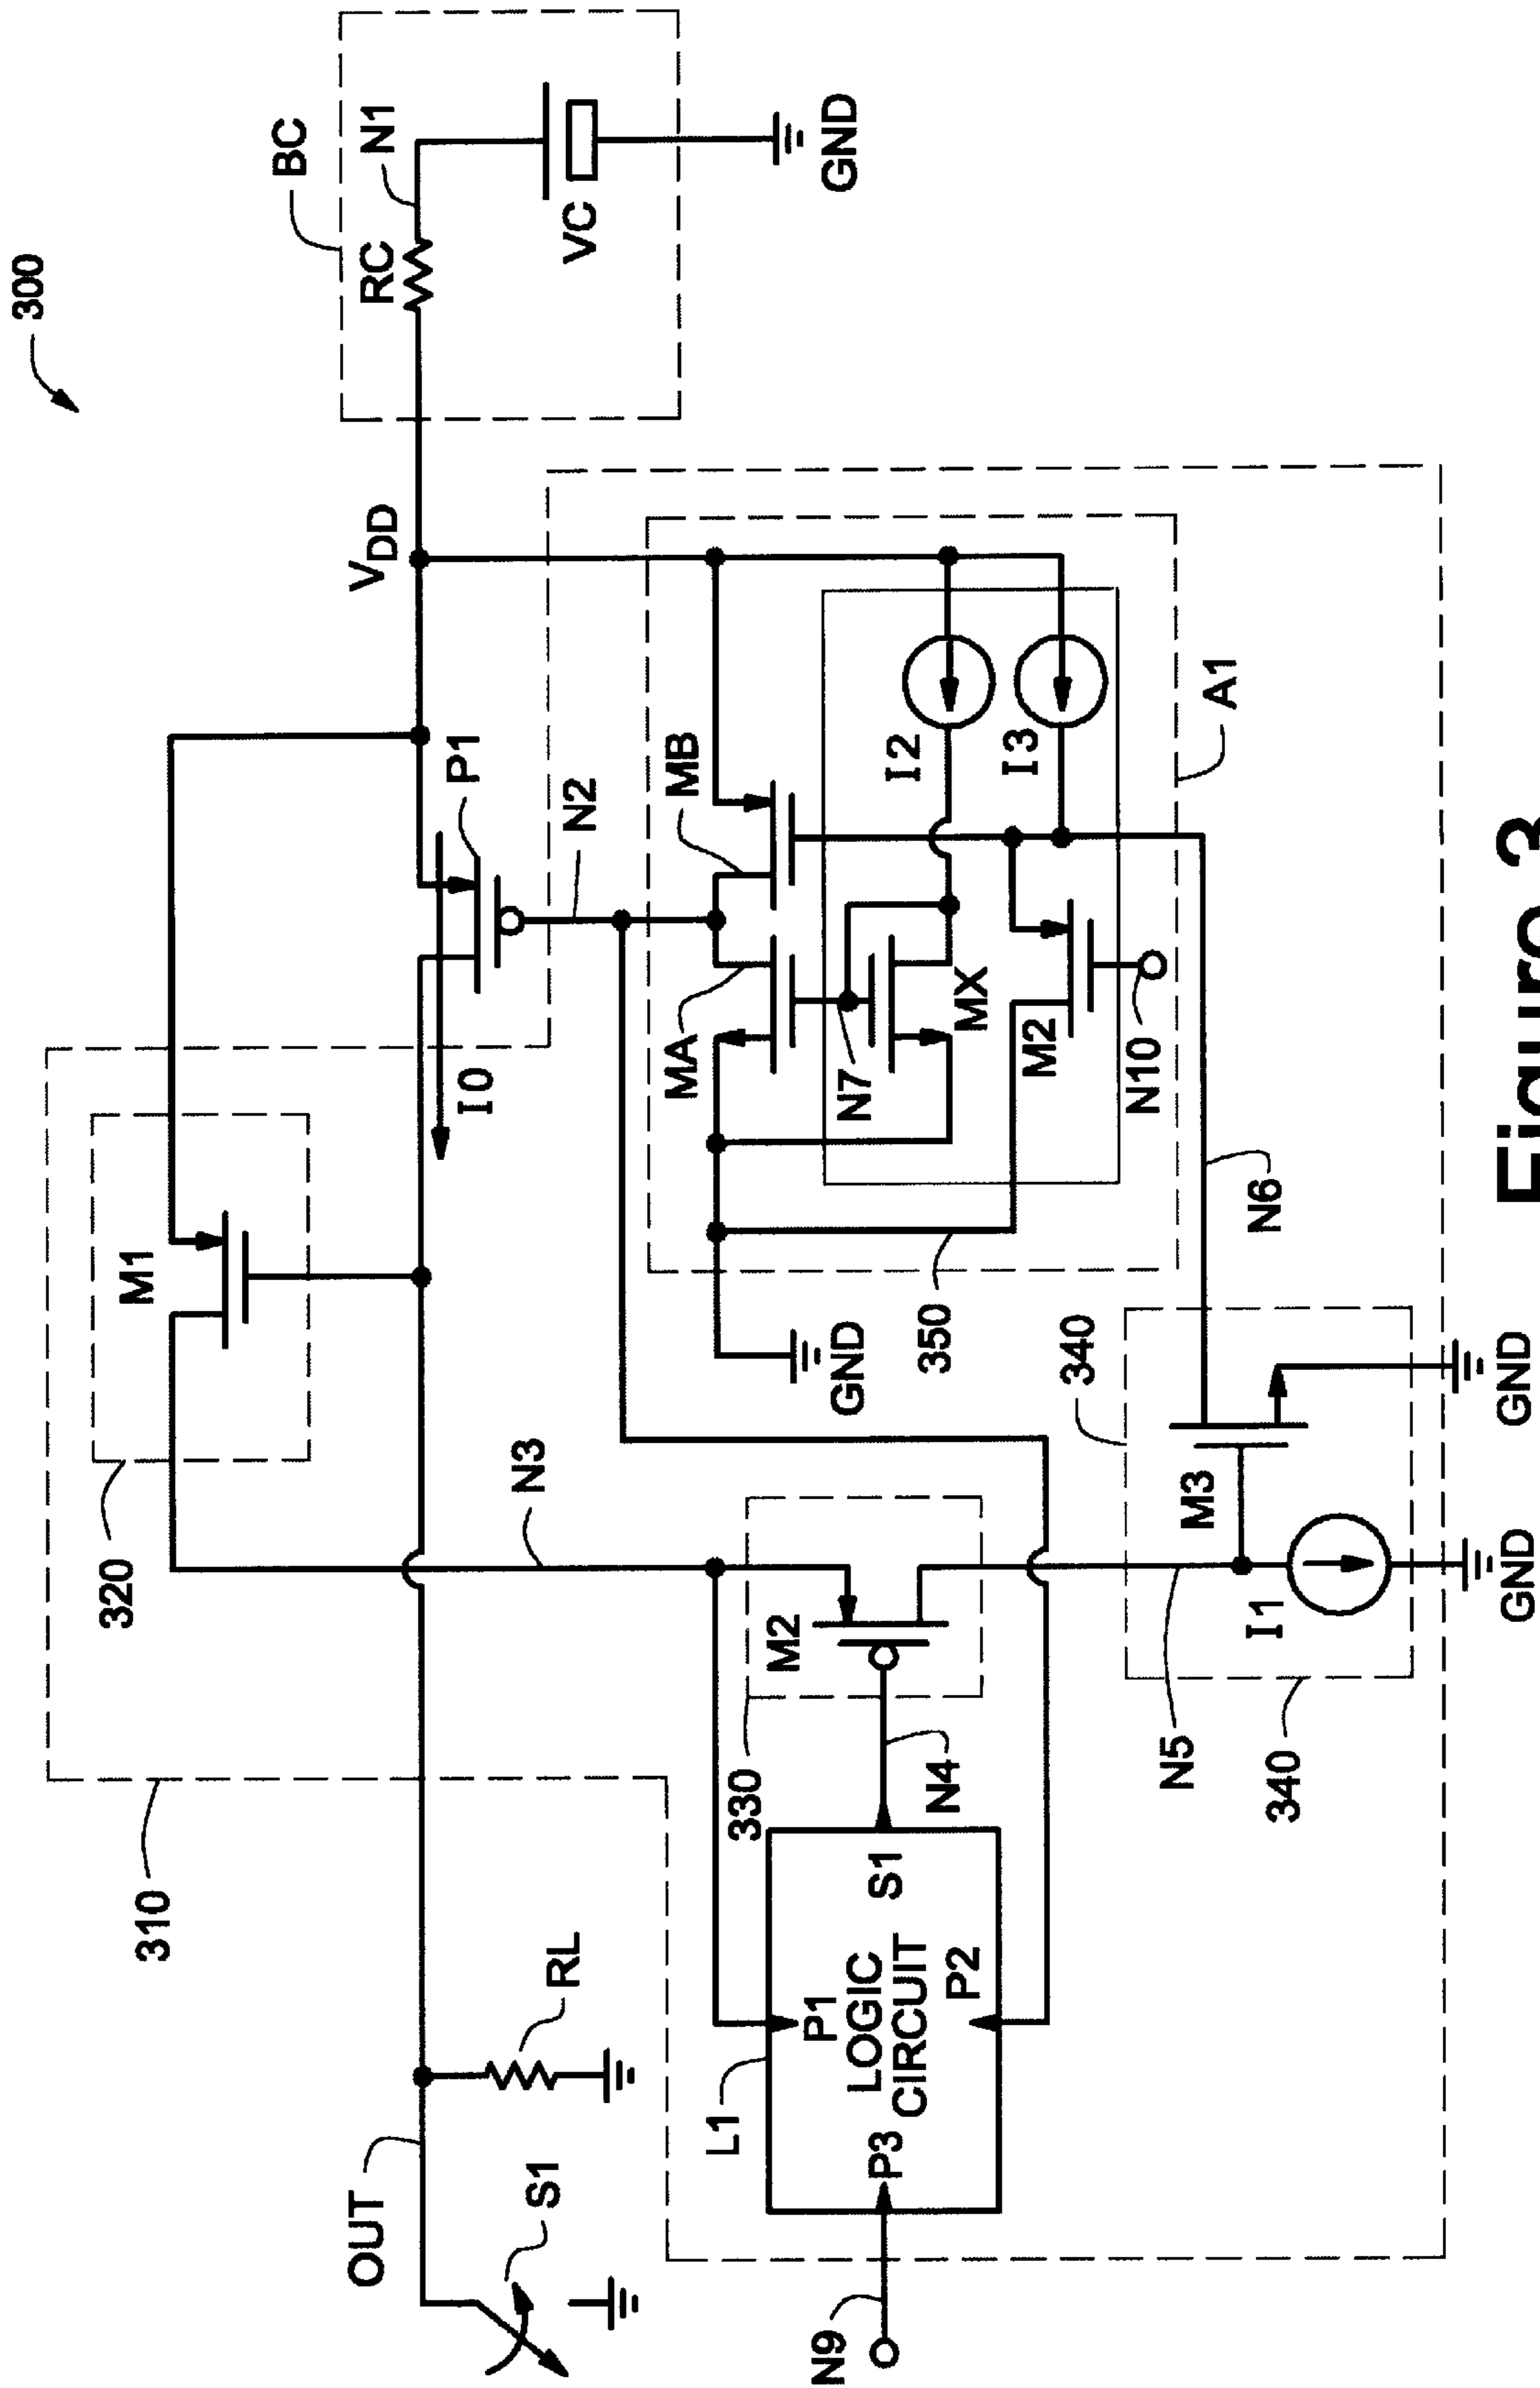 300
BC
N1
RC
VC
GND
VDD
P1
N2
I0
M1
320
310
N3
OUT
RL
S1
MB
MA
I2
I3
A1
N7
MX
M2
N10
350
GND
N6
340
M3
GND
I1
GND
340
N5
M2
330
N4
L1
P1
S1
LOGIC
CIRCUIT
P2
P3
N9
Figure 3